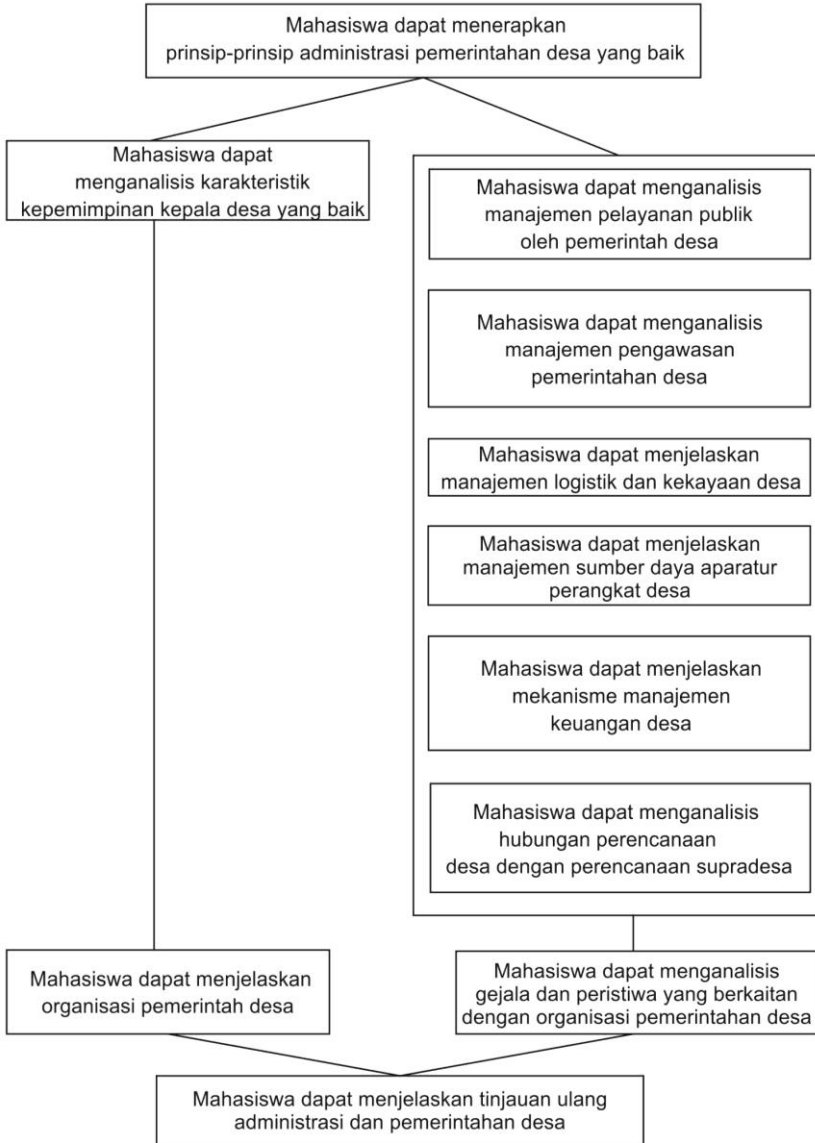 Mahasiswa dapat menerapkan
prinsip-prinsip administrasi pemerintahan desa yang baik
Mahasiswa dapat
menganalisis karakteristik
kepemimpinan kepala desa yang baik
Mahasiswa dapat menganalisis
manajemen pelayanan publik
oleh pemerintah desa
Mahasiswa dapat menganalisis
manajemen pengawasan
pemerintahan desa
Mahasiswa dapat menjelaskan
manajemen logistik dan kekayaan desa
Mahasiswa dapat menjelaskan
manajemen sumber daya aparatur
perangkat desa
Mahasiswa dapat menjelaskan
mekanisme manajemen
keuangan desa
Mahasiswa dapat menganalisis
hubungan perencanaan
desa dengan perencanaan supradesa
Mahasiswa dapat menjelaskan
organisasi pemerintah desa
Mahasiswa dapat menganalisis
gejala dan peristiwa yang berkaitan
dengan organisasi pemerintahan desa
Mahasiswa dapat menjelaskan tinjauan ulang
administrasi dan pemerintahan desa